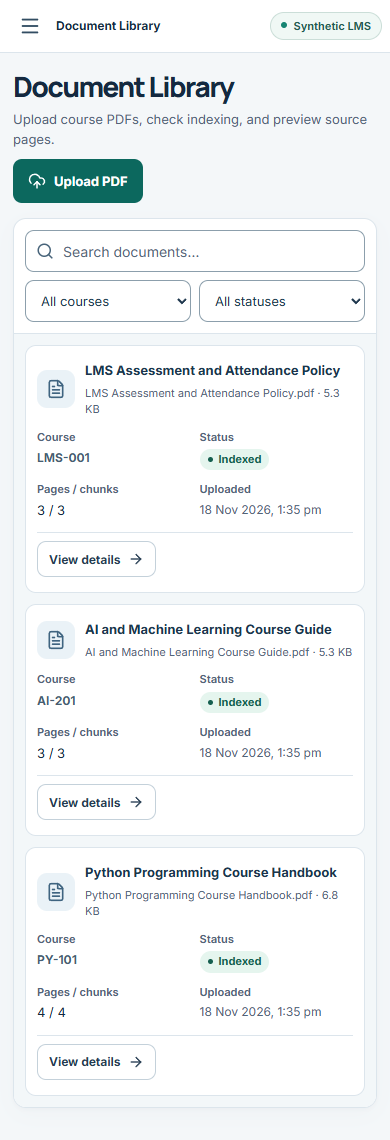 Document Library
Synthetic LMS
Document Library
Upload course PDFs, check indexing, and preview source
pages.
Upload PDF
Search documents...
All courses
All statuses
LMS Assessment and Attendance Policy
LMS Assessment and Attendance Policy.pdf · 5.3
KB
Course
Status
LMS-001
Indexed
Pages / chunks
Uploaded
3 / 3
18 Nov 2026, 1:35 pm
View details
AI and Machine Learning Course Guide
AI and Machine Learning Course Guide.pdf · 5.3 KB
Course
Status
AI-201
Indexed
Pages / chunks
Uploaded
3 / 3
18 Nov 2026, 1:35 pm
View details
Python Programming Course Handbook
Python Programming Course Handbook.pdf · 6.8
KB
Course
Status
PY-101
Indexed
Pages / chunks
Uploaded
4 / 4
18 Nov 2026, 1:35 pm
View details